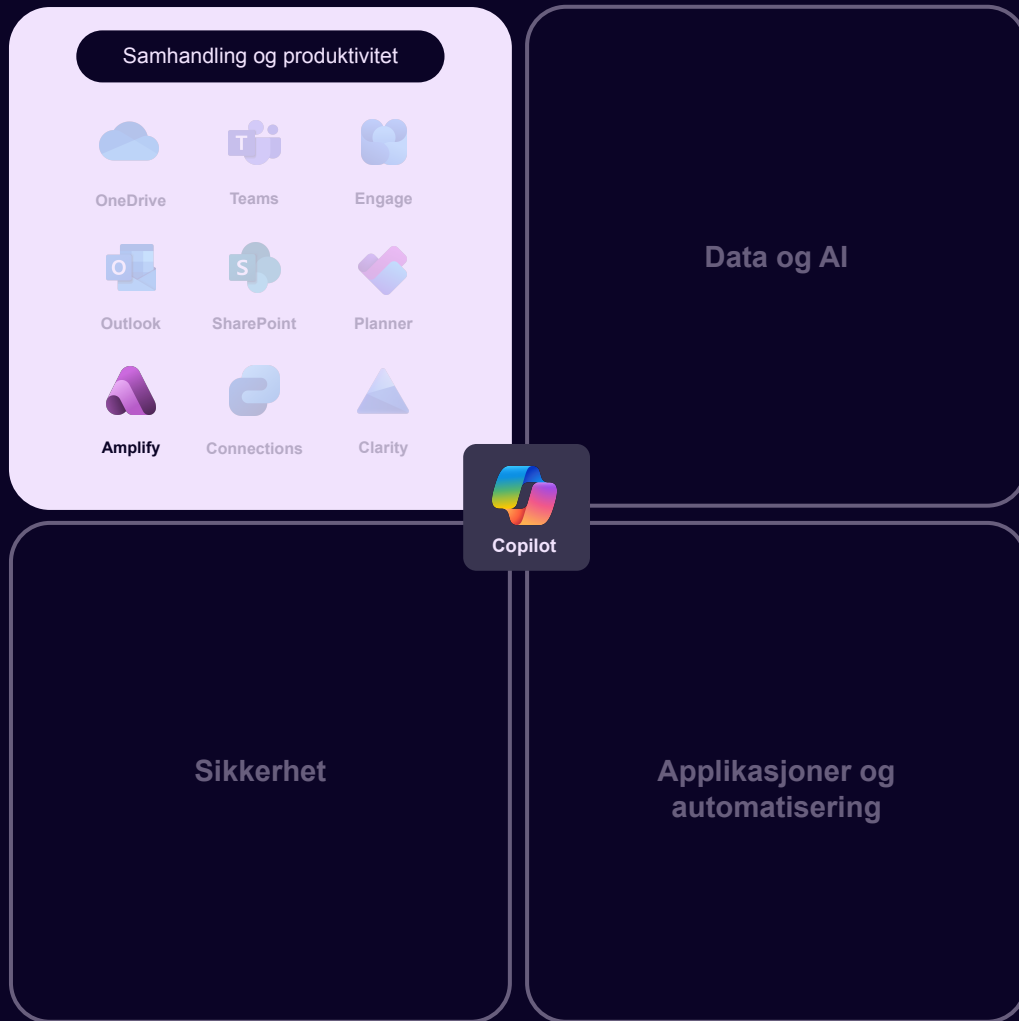 Samhandling og produktivitet
T
OneDrive
Teams
Engage
O
S
Outlook
SharePoint
Planner
Amplify
Connections
Clarity
Data og AI
Copilot
Sikkerhet
Applikasjoner og
automatisering